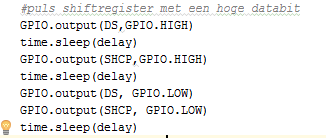 #puls shiftregister met een hoge databit
GPIO.output(DS,GPIO.HIGH)
time.sleep(delay)
GPIO.output(SHCP,GPIO.HIGH)
time.sleep(delay)
GPIO.output(DS, GPIO.LOW)
GPIO.output(SHCP, GPIO.LOW)
time.sleep(delay)